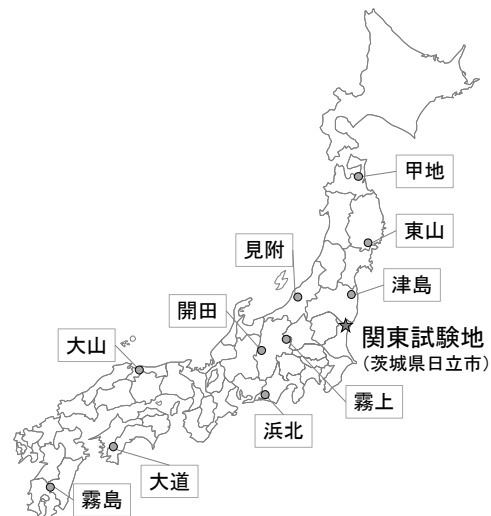 甲地
東山
見附
津島
開田
関東試験地
(茨城県日立市)
大山
霧上
浜北
大道
霧島